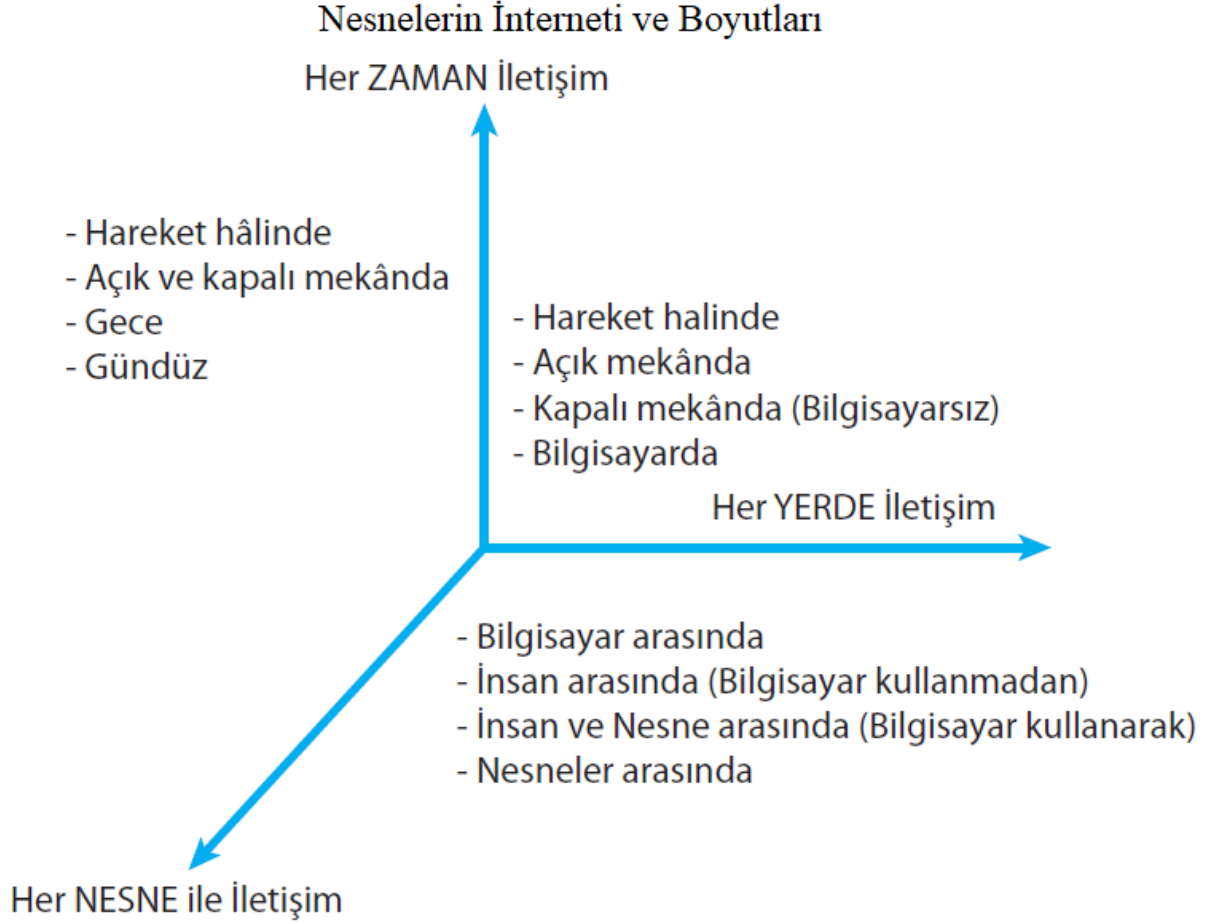 Nesnelerin İnterneti ve Boyutları
Her ZAMAN İletişim
- Hareket hâlinde
- Açık ve kapalı mekânda
- Gece
- Gündüz
- Hareket halinde
- Açık mekânda
- Kapalı mekânda (Bilgisayarsız)
- Bilgisayarda
Her YERDE İletişim
- Bilgisayar arasında
- İnsan arasında (Bilgisayar kullanmadan)
- İnsan ve Nesne arasında (Bilgisayar kullanarak)
- Nesneler arasında
Her NESNE ile İletişim